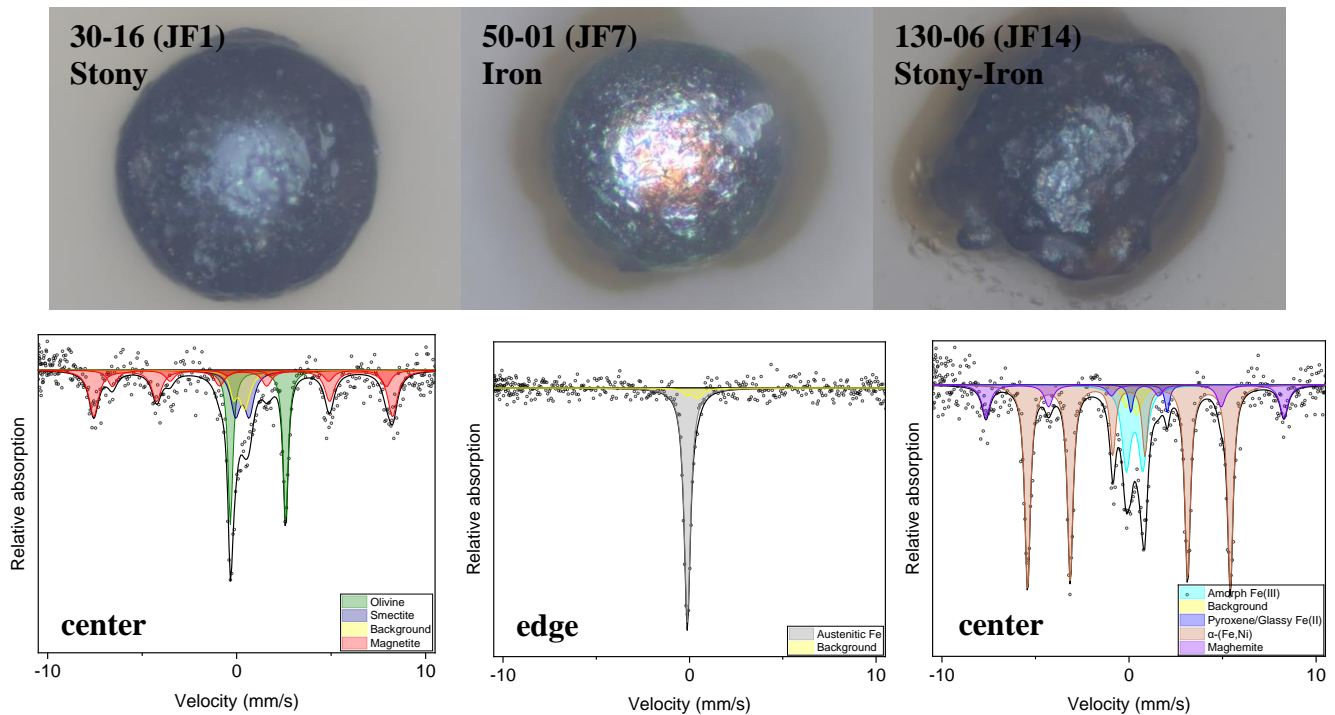 30-16 (JF1)
Stony
50-01 (JF7)
Iron
130-06 (JF14)
Stony-Iron
Relative absorption
center
Olivine
Smectite
Background
Magnetite
-10
0
10
Velocity (mm/s)
Relative absorption
edge
Austenitic Fe
Background
-10
0
10
Velocity (mm/s)
Relative absorption
center
Amorph Fe(III)
Background
Pyroxene/Glassy Fe(II)
α-(Fe,Ni)
Maghemite
-10
0
10
Velocity (mm/s)